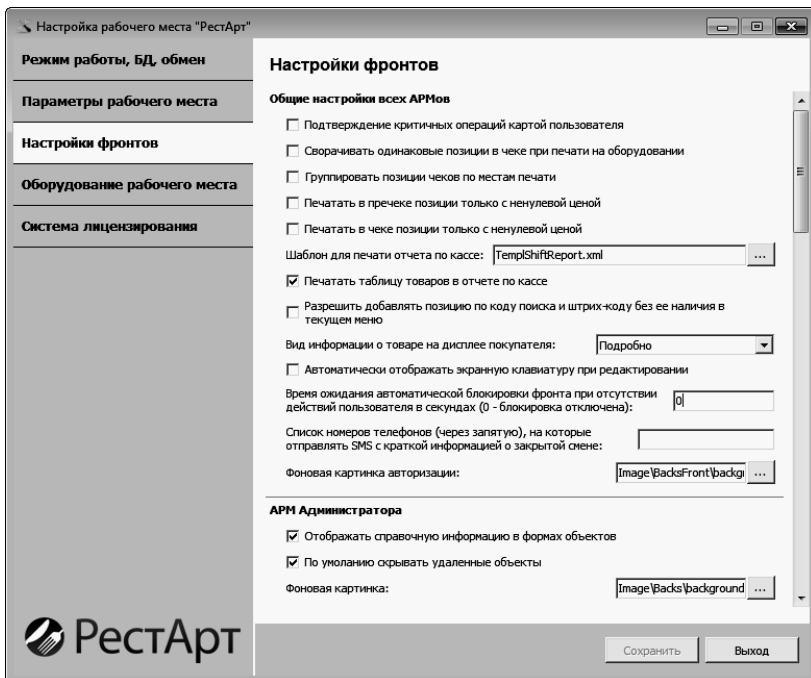 Настройка рабочего места "РестАрт"
Режим работы, БД, обмен
Параметры рабочего места
Настройки фронтов
Оборудование рабочего места
Система лицензирования
Настройки фронтов
Общие настройки всех АРМов
Подтверждение критичных операций картой пользователя
Сворачивать одинаковые позиции в чеке при печати на оборудовании
Группировать позиции чеков по местам печати
Печатать в пречеке позиции только с ненулевой ценой
Печатать в чеке позиции только с ненулевой ценой
Шаблон для печати отчета по кассе: TemplShiftReport.xml ...
Печатать таблицу товаров в отчете по кассе
Разрешить добавлять позицию по коду поиска и штрих-коду без ее наличия в
текущем меню
Вид информации о товаре на дисплее покупателя: Подробно
Автоматически отображать экранную клавиатуру при редактировании
Время ожидания автоматической блокировки фронта при отсутствии
действий пользователя в секундах (0 - блокировка отключена): 0
Список номеров телефонов (через запятую), на которые
отправлять SMS с краткой информацией о закрытой смене:
Фоновая картинка авторизации: Image\BacksFront\backgr ...
АРМ Администратора
Отображать справочную информацию в формах объектов
По умоланию скрывать удаленные объекты
Фоновая картинка: Image\Backs\background ...
РестАрт
Сохранить Выход